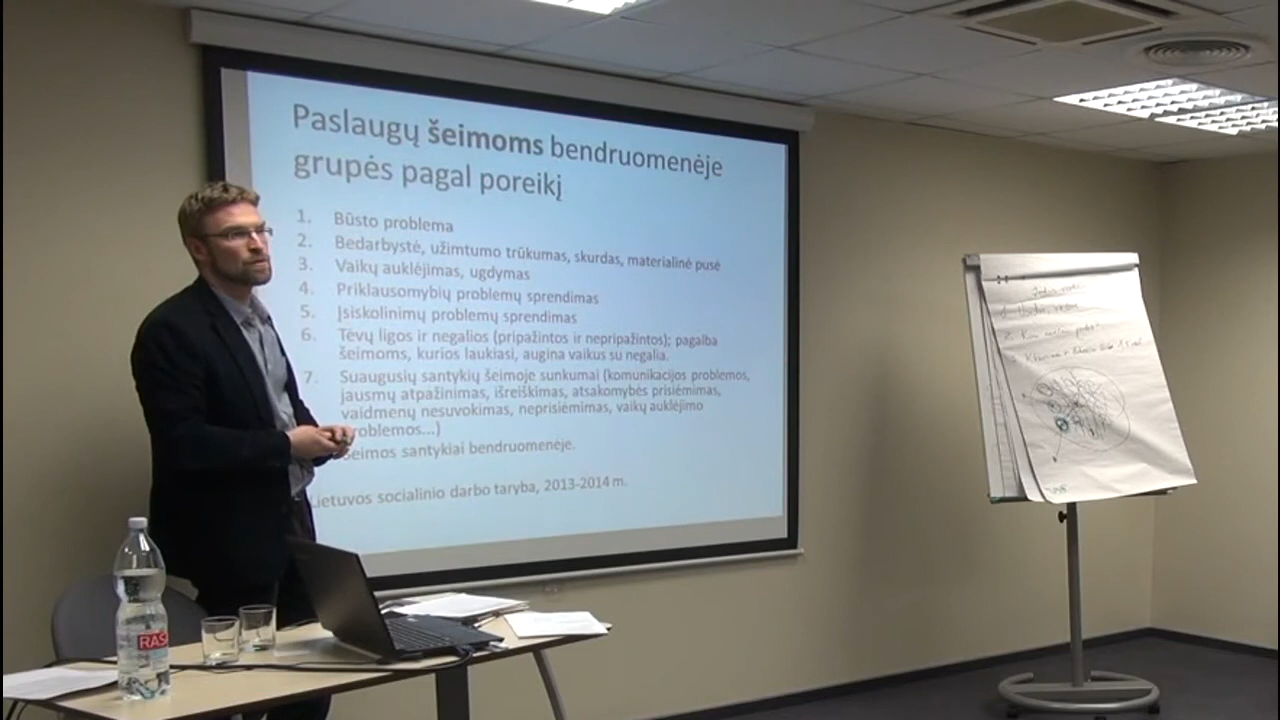 Paslaugų šeimoms bendruomenėje
grupės pagal poreikį
1. Būsto problema
2. Bedarbystė, užimtumo trūkumas, skurdas, materialinė pusė
3. Vaikų auklėjimas, ugdymas
4. Priklausomybių problemų sprendimas
5. Įsiskolinimų problemų sprendimas
6. Tėvų ligos ir negalios (pripažintos ir nepripažintos); pagalba
šeimoms, kurios laukiasi, augina vaikus su negalia.
7. Suaugusių santykių šeimoje sunkumai (komunikacijos problemos,
jausmų atpažinimas, išreiškimas, atsakomybės prisiėmimas,
vaidmenų nesuvokimas, neprisiėmimas, vaikų auklėjimo
roblemos...)
Šeimos santykiai bendruomenėje.
Lietuvos socialinio darbo taryba, 2013-2014 m.
RAS